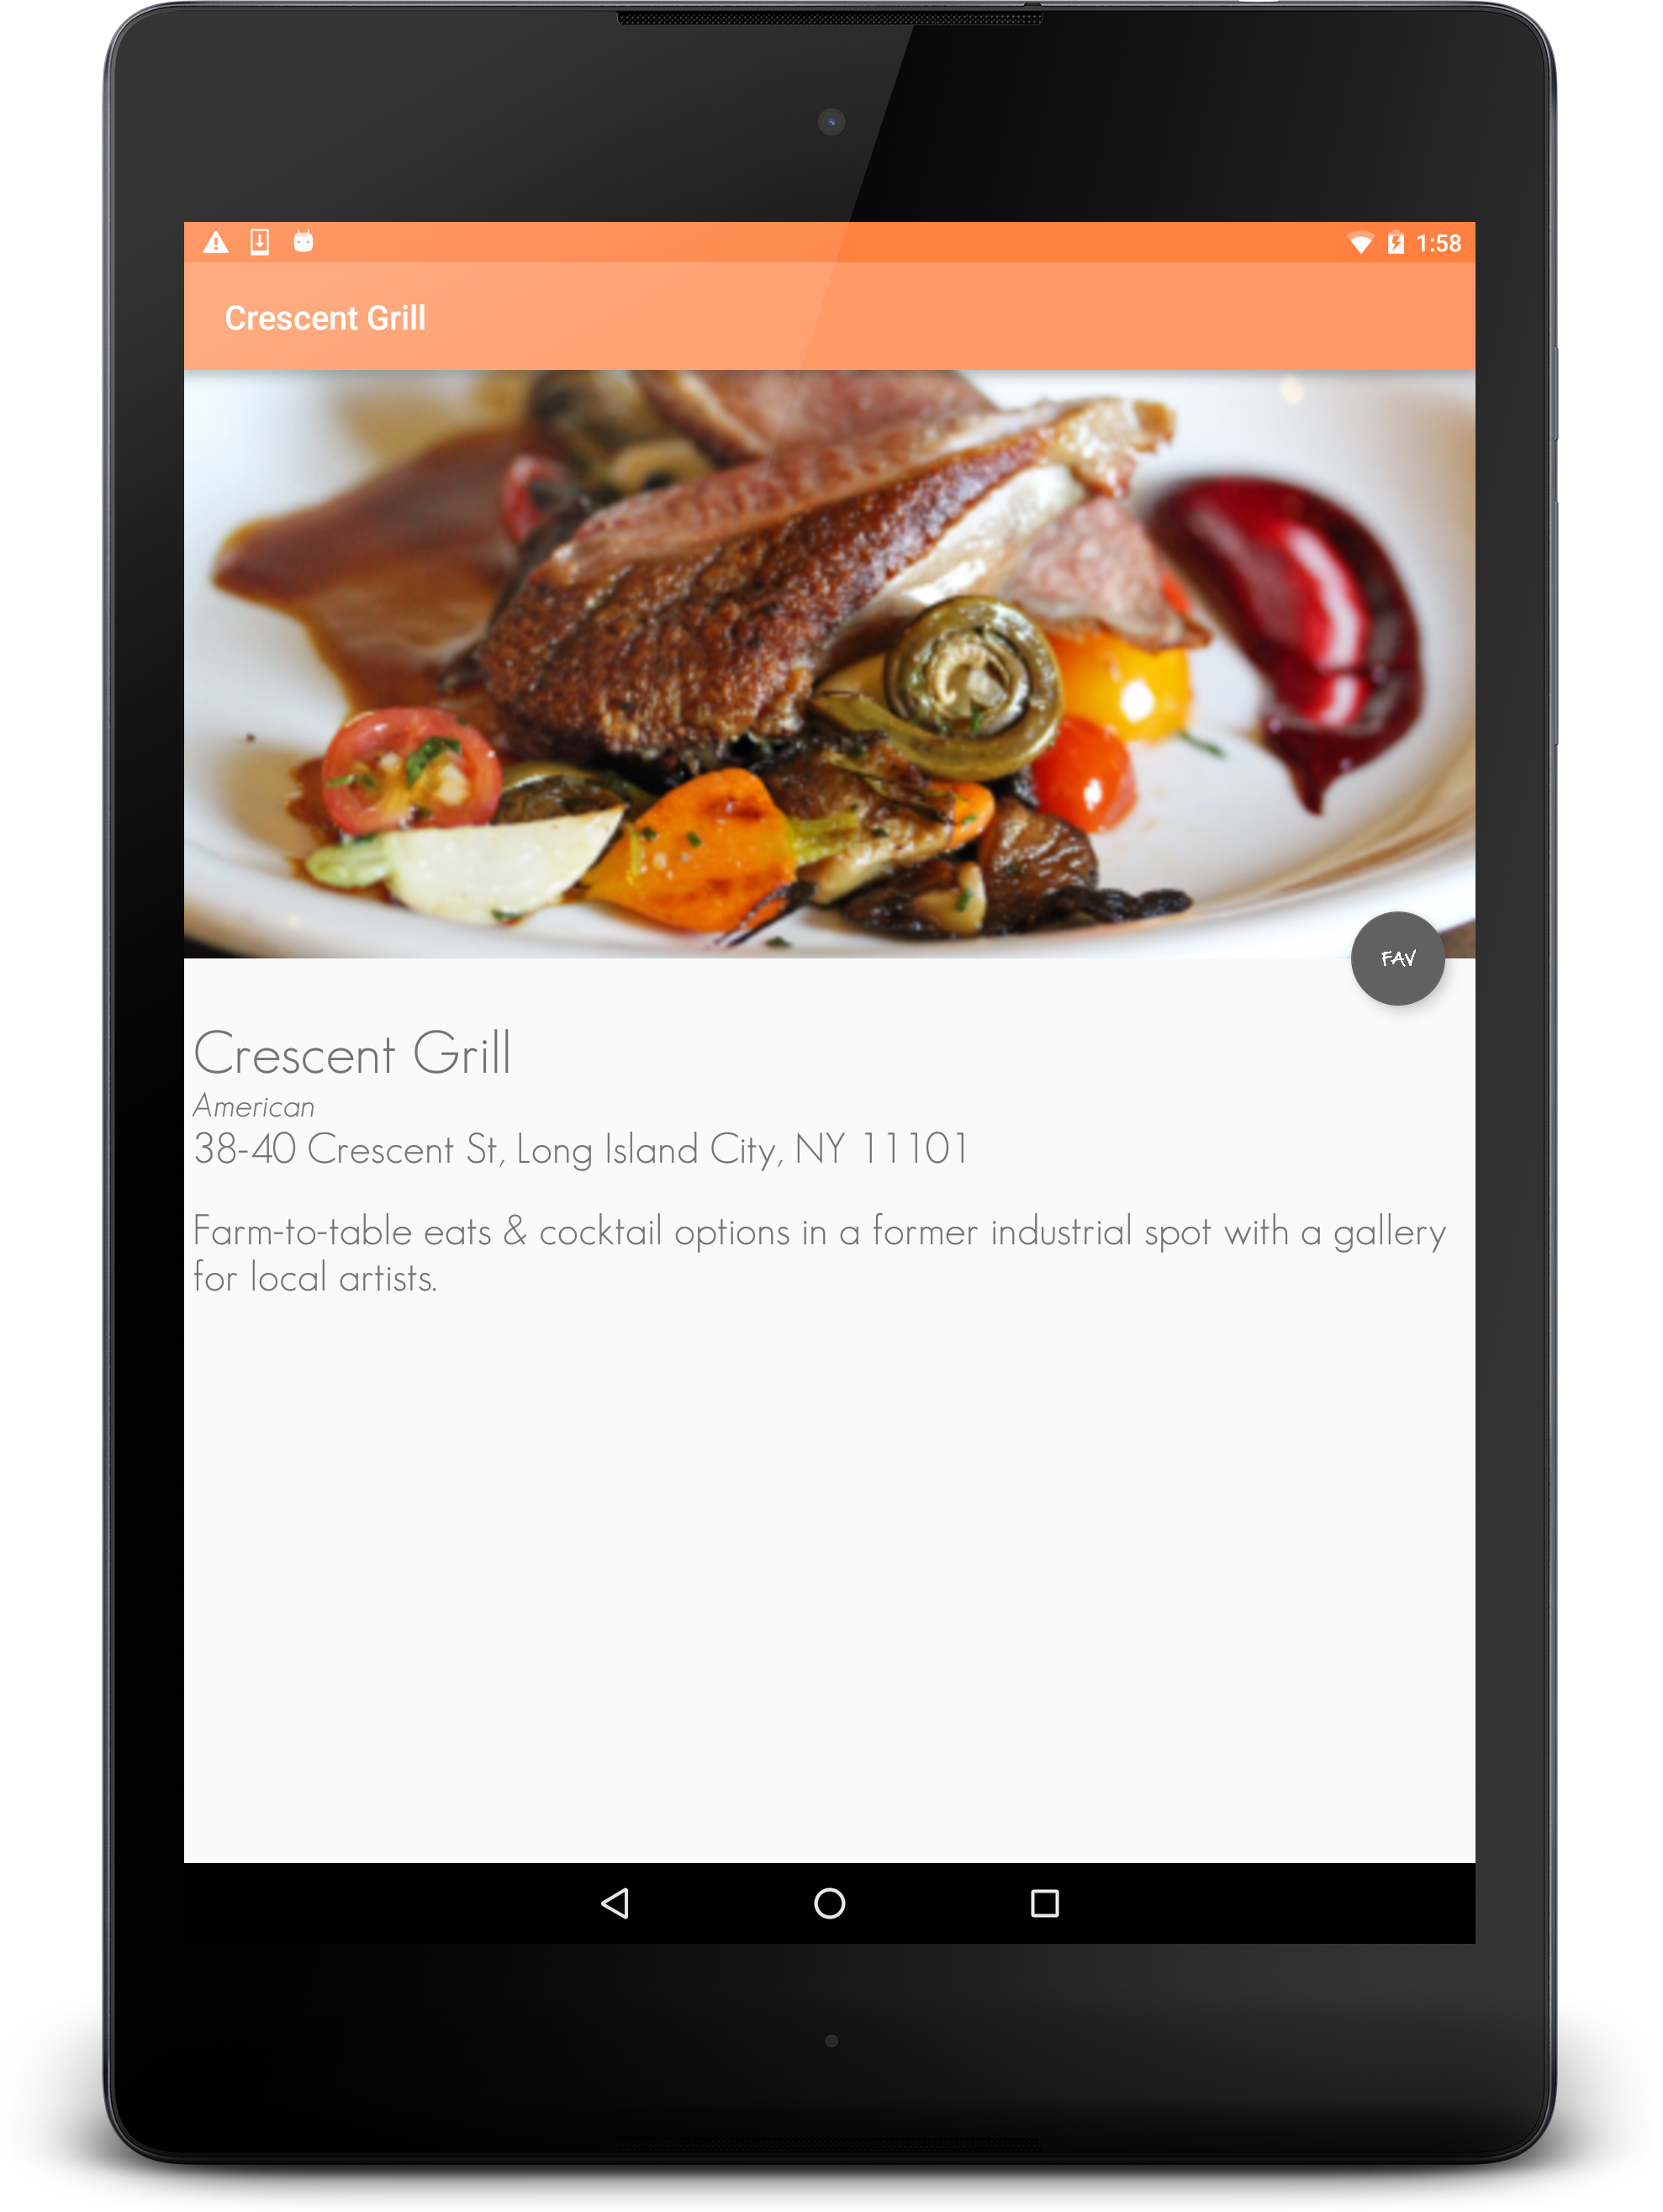 1:58
Crescent Grill
FAV
Crescent Grill
American
38-40 Crescent St, Long Island City, NY 11101
Farm-to-table eats & cocktail options in a former industrial spot with a gallery
for local artists.